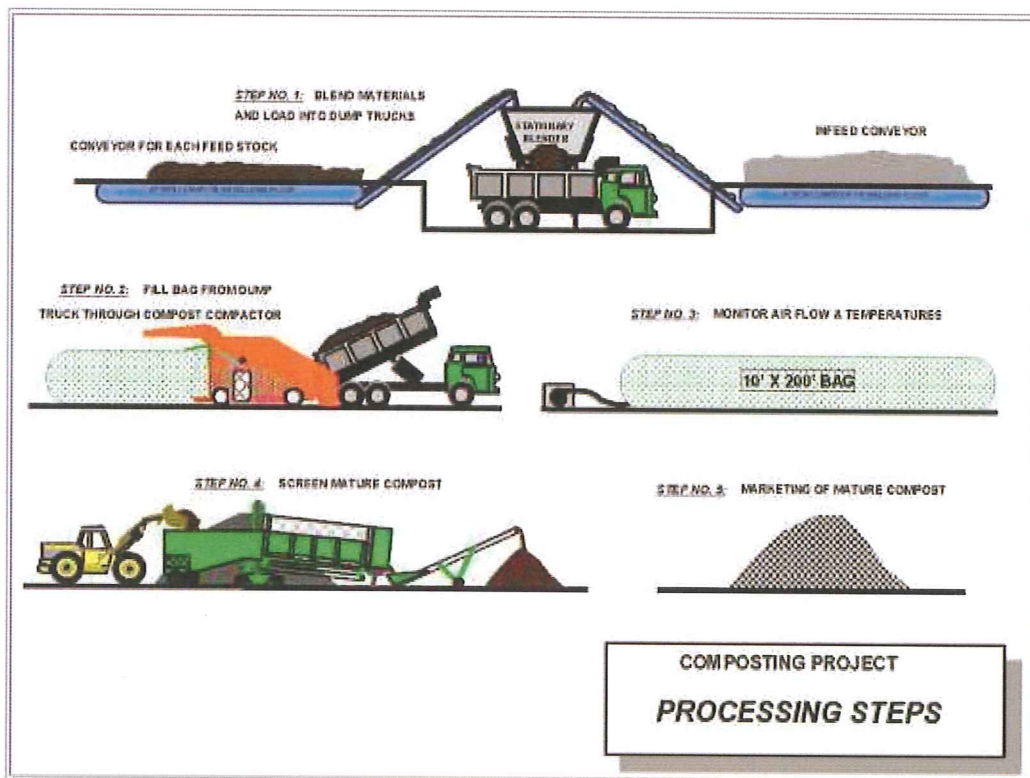 STEP NO. 1: BLEND MATERIALS
AND LOAD INTO DUMP TRUCKS
STATIONARY
BLENDER
INFEED CONVEYOR
CONVEYOR FOR EACH FEED STOCK
STEP NO. 2: FILL BAG FROM DUMP
TRUCK THROUGH COMPOST COMPACTOR
STEP NO. 3: MONITOR AIR FLOW & TEMPERATURES
10' X 200' BAG
STEP NO. 4: SCREEN MATURE COMPOST
STEP NO. 5: MARKETING OF MATURE COMPOST
COMPOSTING PROJECT
PROCESSING STEPS